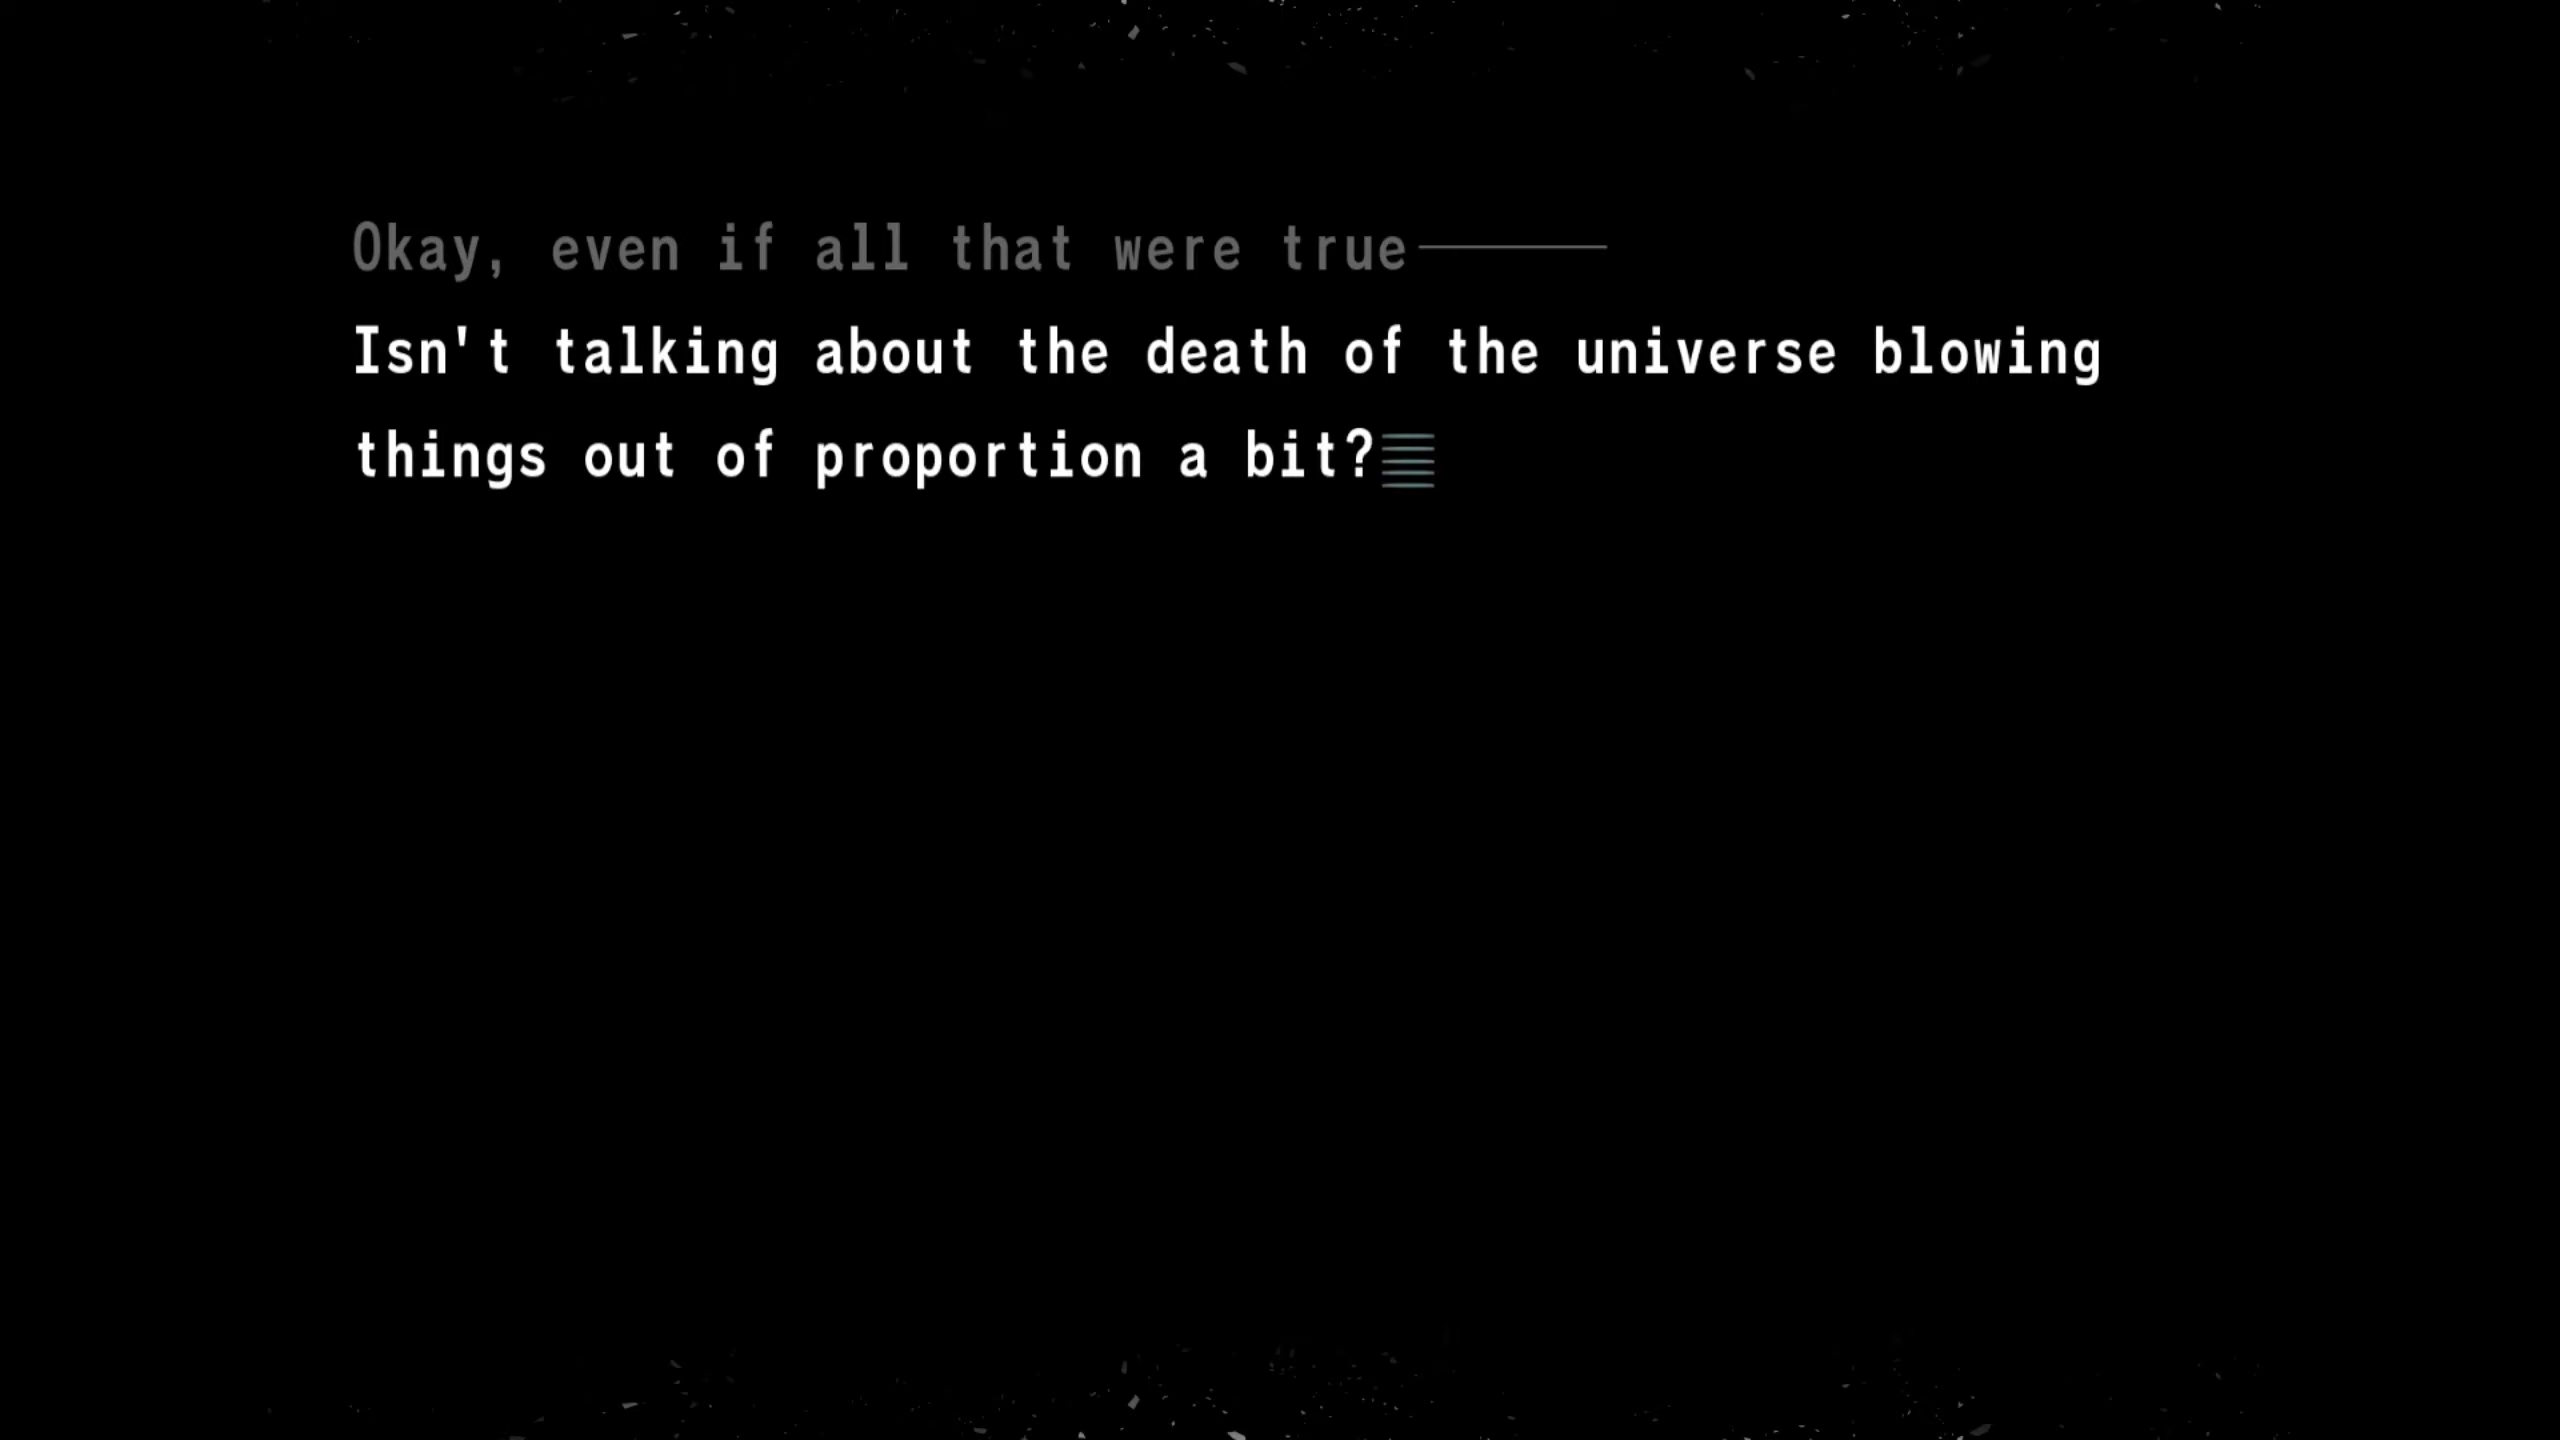 Okay, even if all that were true———
Isn't talking about the death of the universe blowing
things out of proportion a bit?